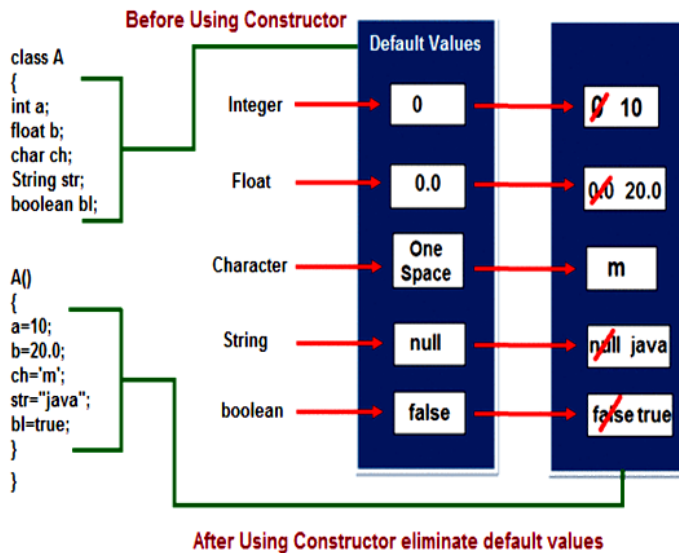 Before Using Constructor
class A
{
int a;
float b;
char ch;
String str;
boolean bl;
A()
{
a=10;
b=20.0;
ch='m';
str="java";
bl=true;
}
}
Default Values
Integer
0
0 10
Float
0.0
0.0 20.0
Character
One
Space
m
String
null
null java
boolean
false
false true
After Using Constructor eliminate default values